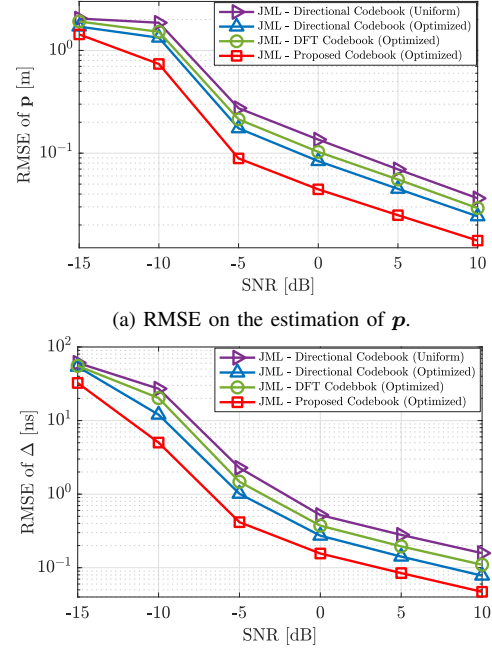 JML - Directional Codebook (Uniform)
JML - Directional Codebook (Optimized)
JML - DFT Codebook (Optimized)
JML - Proposed Codebook (Optimized)
RMSE of p [m]
10^0
10^-1
-15 -10 -5 0 5 10
SNR [dB]
(a) RMSE on the estimation of p.
JML - Directional Codebook (Uniform)
JML - Directional Codebook (Optimized)
JML - DFT Codebbok (Optimized)
JML - Proposed Codebook (Optimized)
RMSE of Δ [ns]
10^2
10^1
10^0
10^-1
-15 -10 -5 0 5 10
SNR [dB]